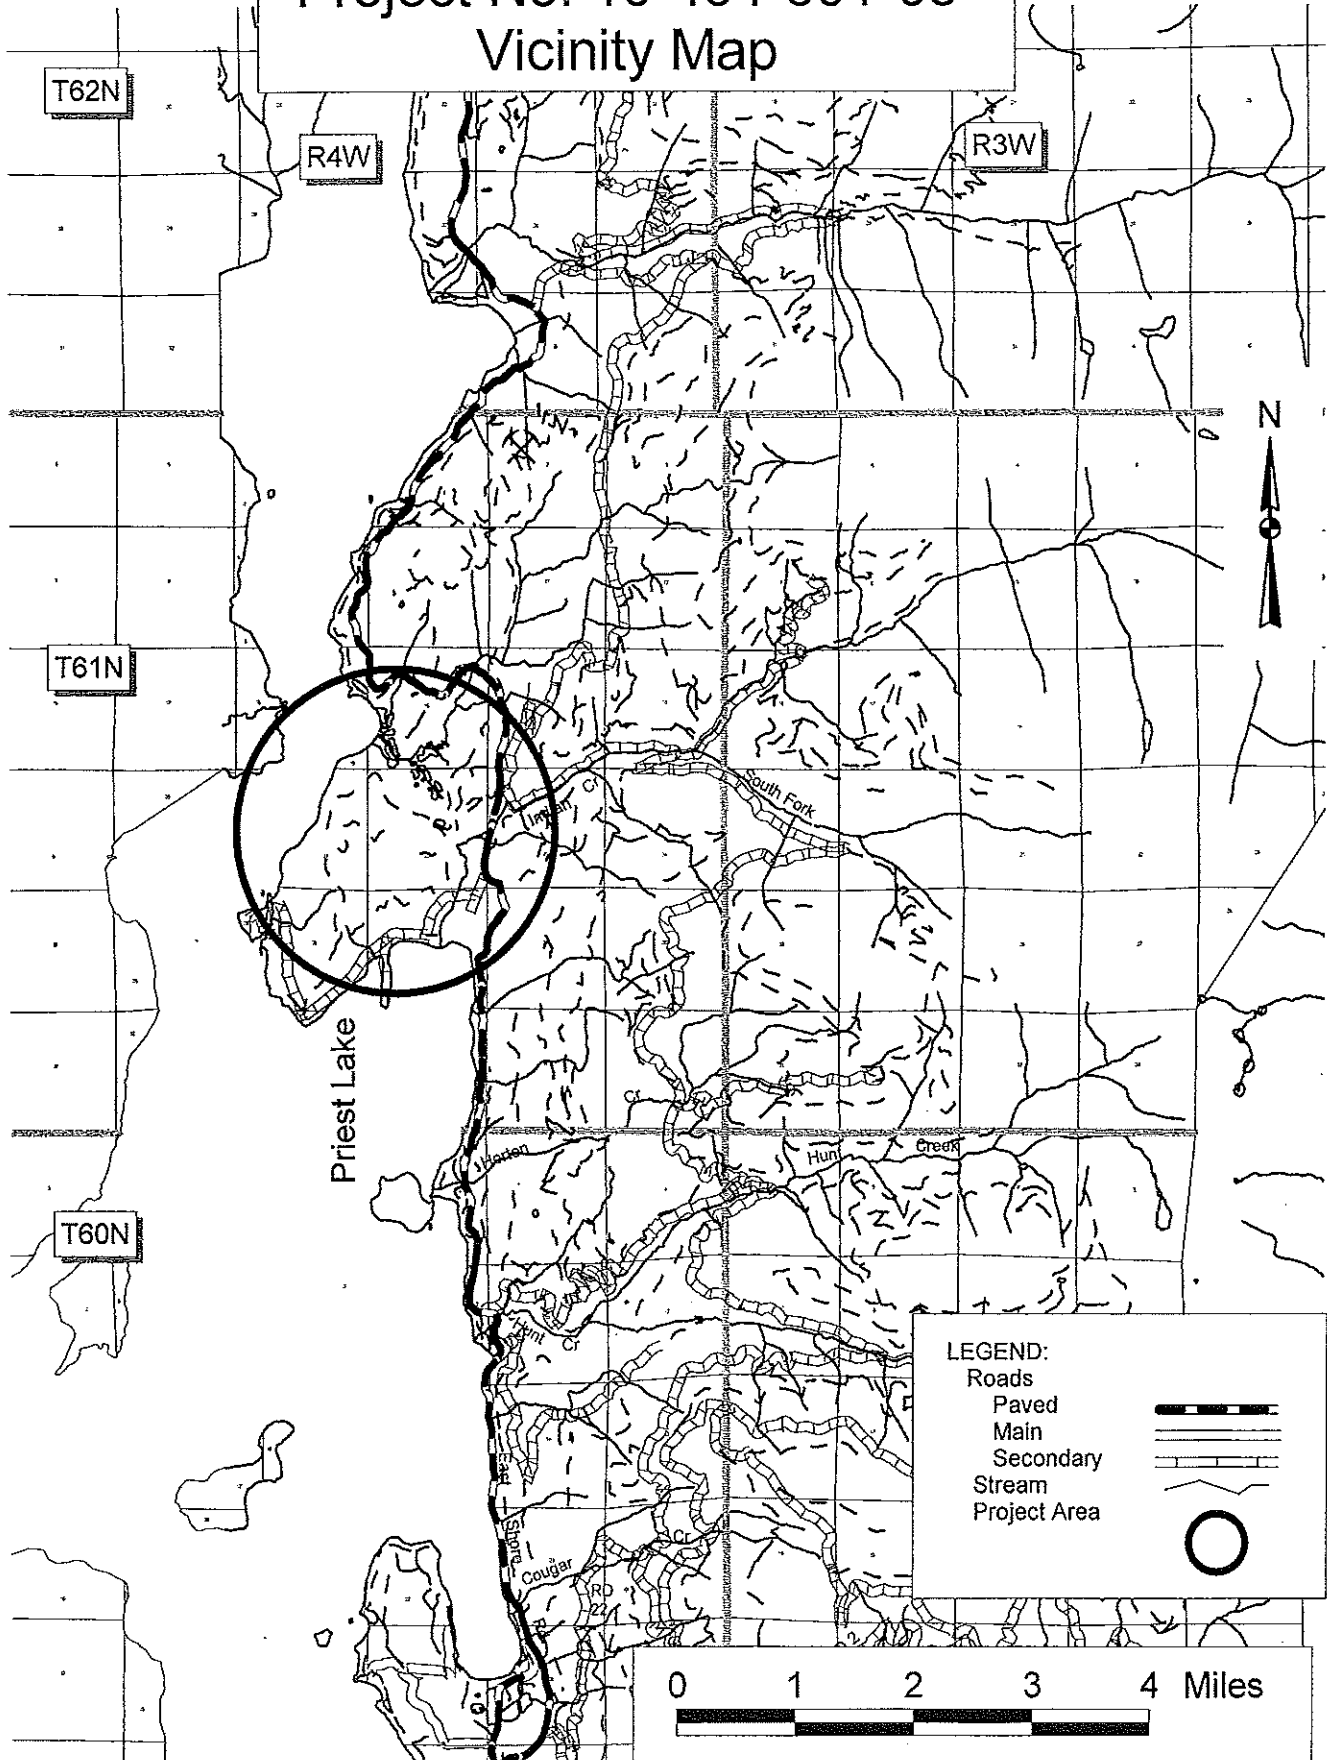 Vicinity Map
T62N
R4W
R3W
N
T61N
Indian Cr
South Fork
Priest Lake
Cr
Horton
Hunt Creek
T60N
Hunt Cr
LEGEND:
Roads
Paved
Main
Secondary
Stream
Project Area
East Shore
Cougar Cr
RD
22
0 1 2 3 4 Miles